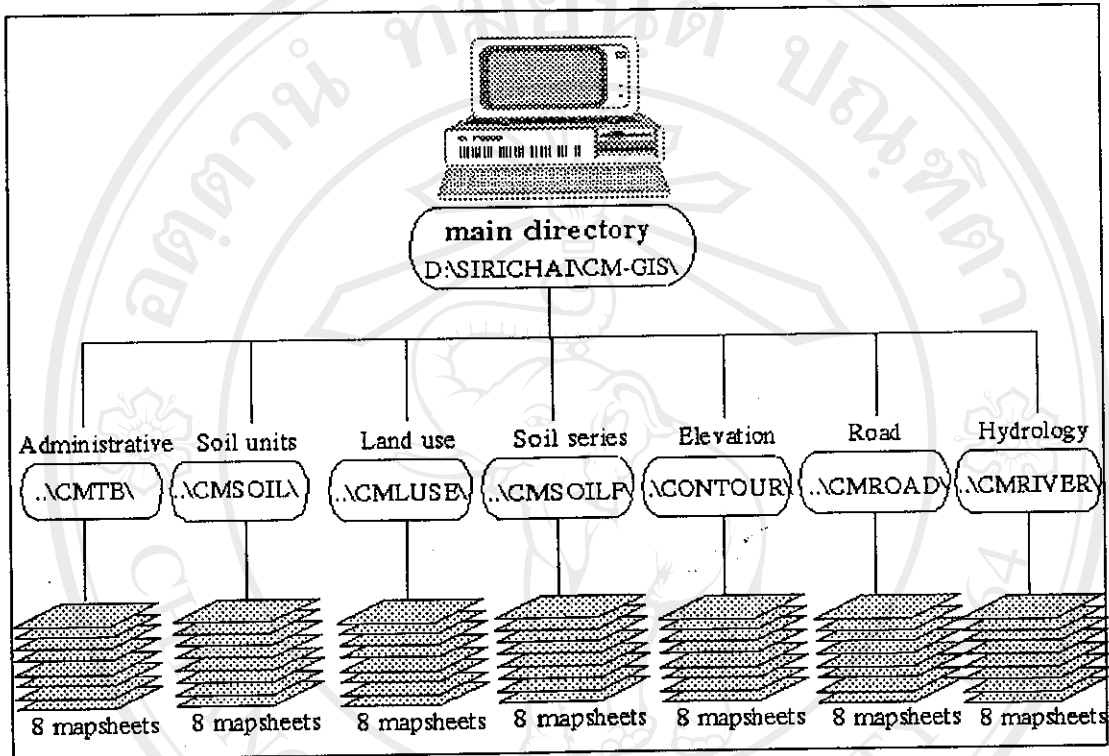 main directory
D:\SIRICHAI\CM-GIS\
Administrative Soil units Land use Soil series Elevation Road Hydrology
..\CMTB\ ..\CMSOIL\ ..\CMLUSE\ ..\CMSOILP\ ..\CONTOUR\ ..\CMROAD\ ..\CMRIVER\
8 mapsheets 8 mapsheets 8 mapsheets 8 mapsheets 8 mapsheets 8 mapsheets 8 mapsheets